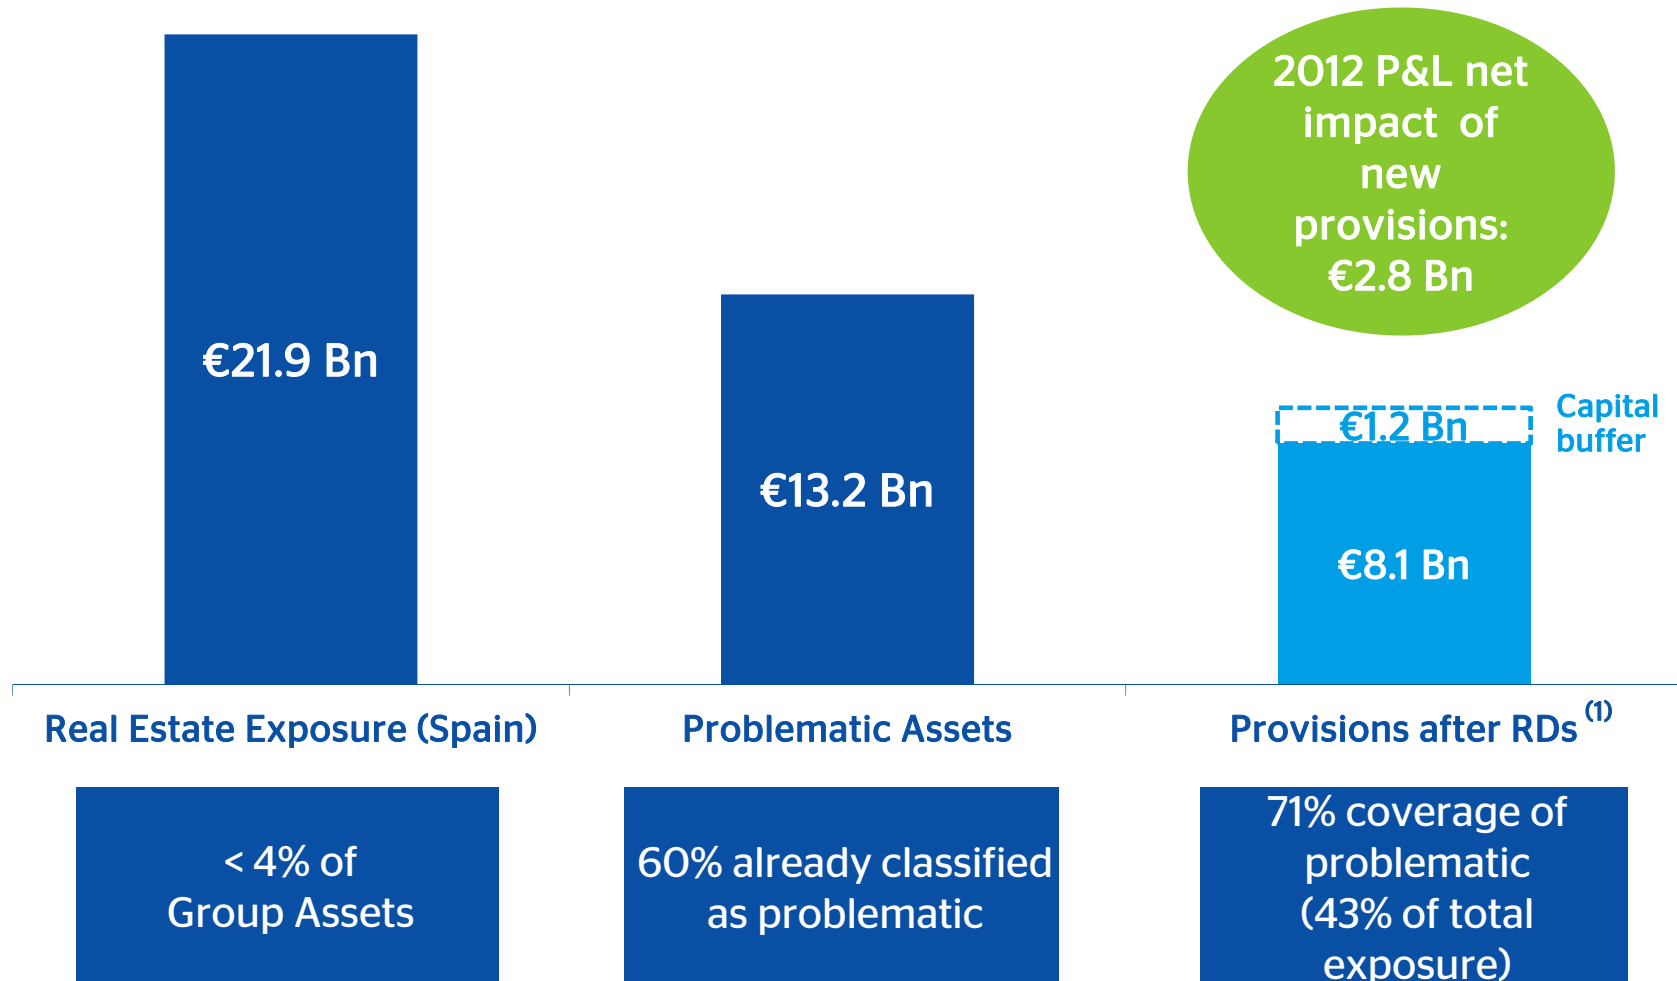 2012 P&L net
impact of
new
provisions:
€2.8 Bn
€21.9 Bn
€13.2 Bn
€1.2 Bn
Capital
buffer
€8.1 Bn
Real Estate Exposure (Spain)
Problematic Assets
Provisions after RDs (1)
< 4% of
Group Assets
60% already classified
as problematic
71% coverage of
problematic
(43% of total
exposure)